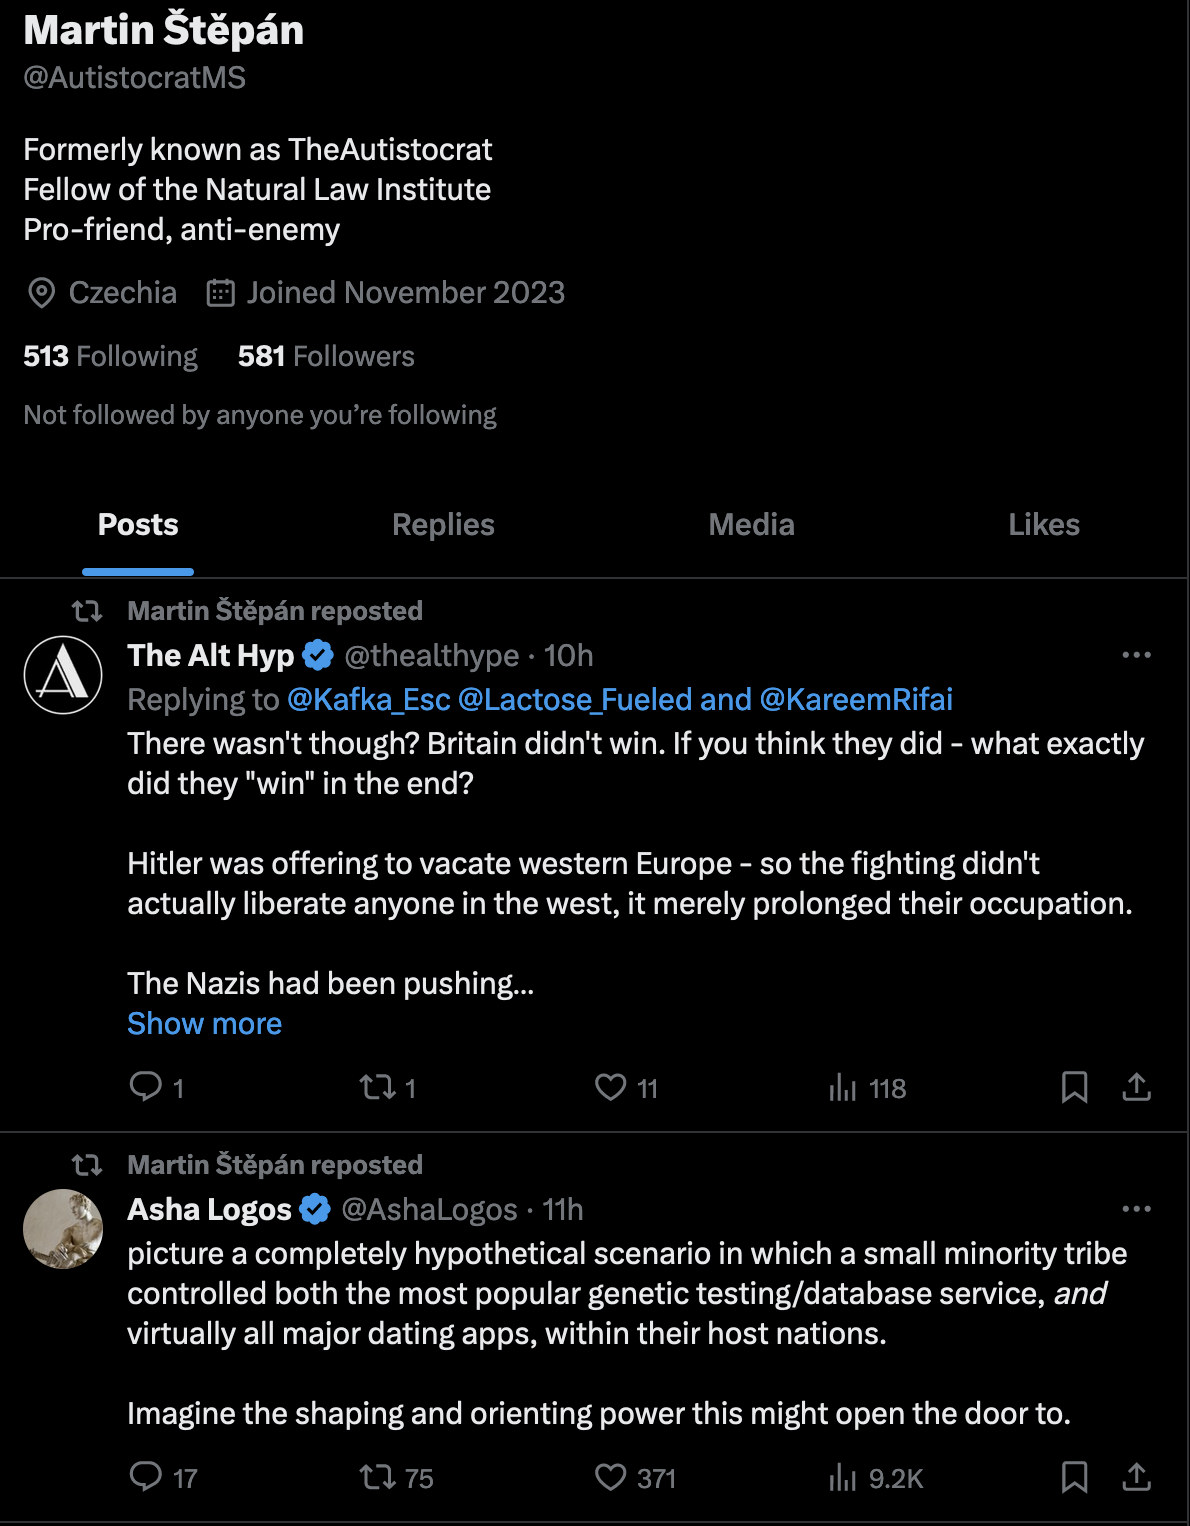 Martin Štěpán
@AutistocratMS
Formerly known as TheAutistocrat
Fellow of the Natural Law Institute
Pro-friend, anti-enemy
Czechia Joined November 2023
513 Following 581 Followers
Not followed by anyone you’re following
Posts Replies Media Likes
Martin Štěpán reposted
The Alt Hyp @thealthype · 10h
Replying to @Kafka_Esc @Lactose_Fueled and @KareemRifai
There wasn't though? Britain didn't win. If you think they did - what exactly
did they "win" in the end?
Hitler was offering to vacate western Europe - so the fighting didn't
actually liberate anyone in the west, it merely prolonged their occupation.
The Nazis had been pushing...
Show more
1 1 11 118
Martin Štěpán reposted
Asha Logos @AshaLogos · 11h
picture a completely hypothetical scenario in which a small minority tribe
controlled both the most popular genetic testing/database service, and
virtually all major dating apps, within their host nations.
Imagine the shaping and orienting power this might open the door to.
17 75 371 9.2K